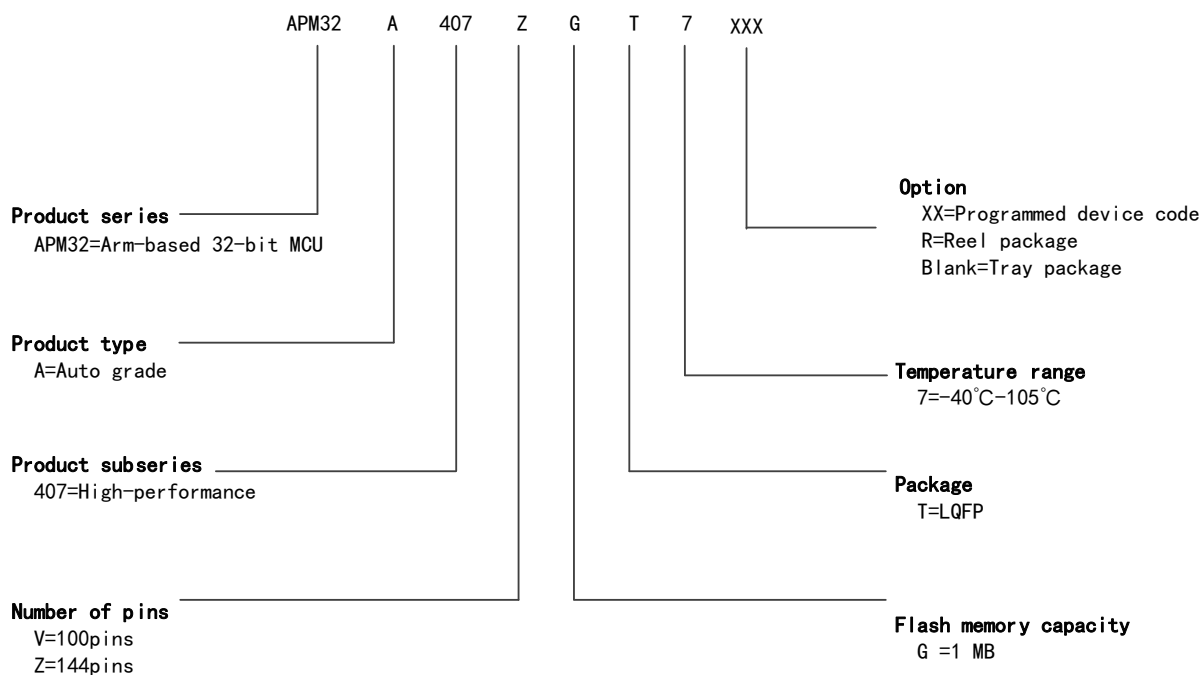 APM32 A 407 Z G T 7 XXX
Product series
APM32=Arm-based 32-bit MCU
Product type
A=Auto grade
Product subseries
407=High-performance
Number of pins
V=100pins
Z=144pins
Option
XX=Programmed device code
R=Reel package
Blank=Tray package
Temperature range
7=-40℃-105℃
Package
T=LQFP
Flash memory capacity
G =1 MB